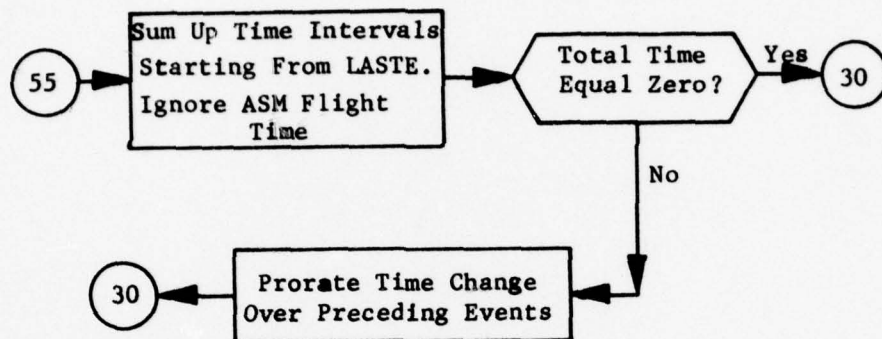 55
Sum Up Time Intervals
Starting From LASTE.
Ignore ASM Flight
Time
Total Time
Equal Zero?
Yes
30
No
30
Prorate Time Change
Over Preceding Events